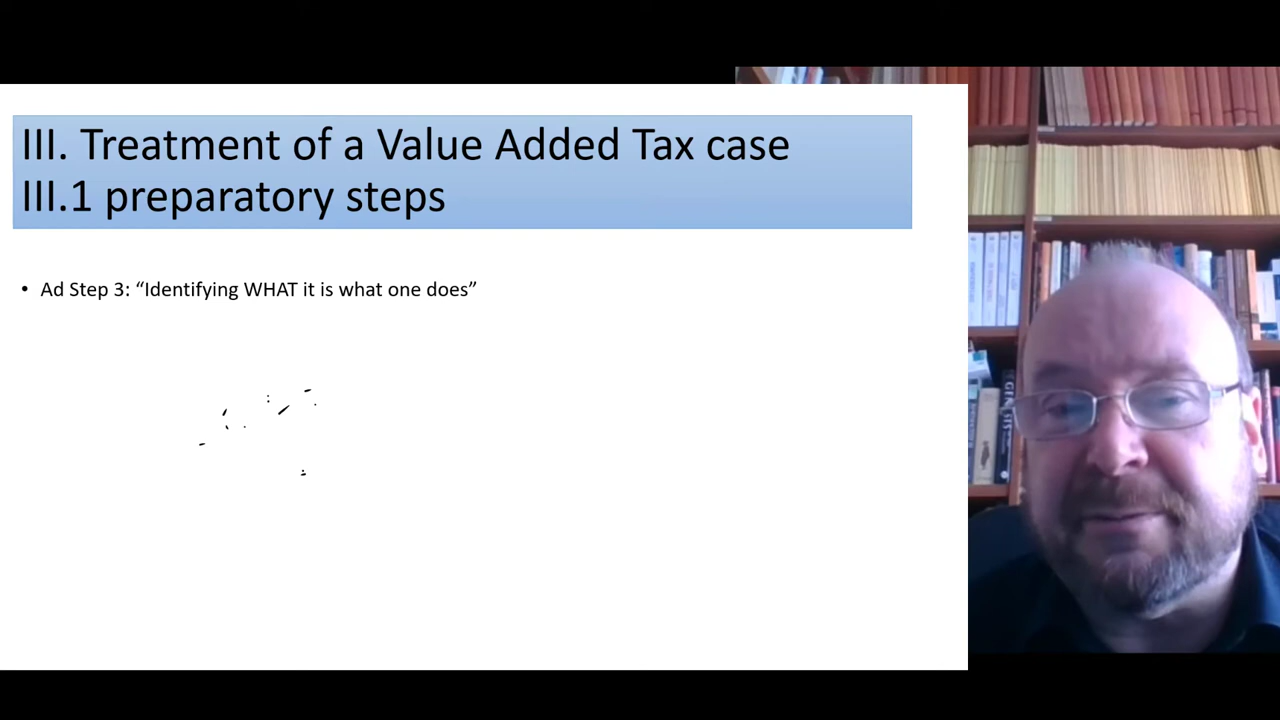 III. Treatment of a Value Added Tax case
III.1 preparatory steps
• Ad Step 3: “Identifying WHAT it is what one does”
GENESIS